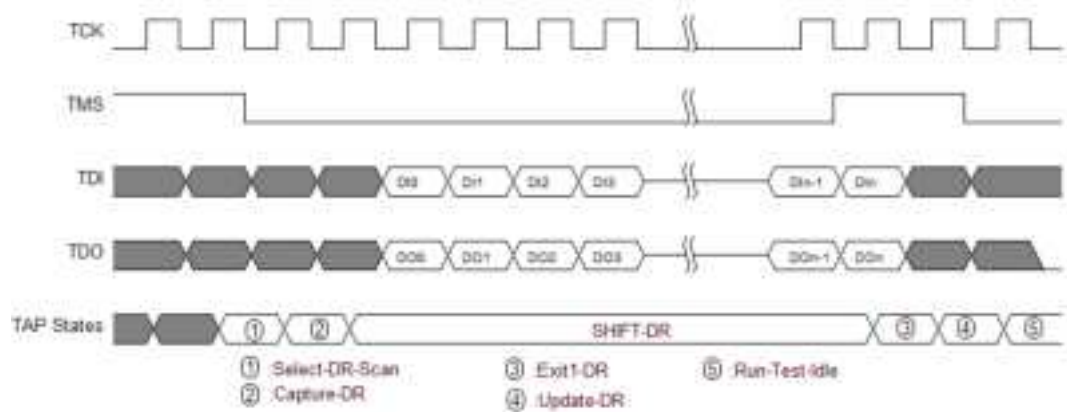 TCK
TMS
TDI DI0 DI1 DI2 DI3 DIn-1 DIn
TDO DO0 DO1 DO2 DO3 DOn-1 DOn
TAP States ① ② SHIFT-DR ③ ④ ⑤
① :Select-DR-Scan ③ :Exit1-DR ⑤ :Run-Test-Idle
② :Capture-DR ④ :Update-DR